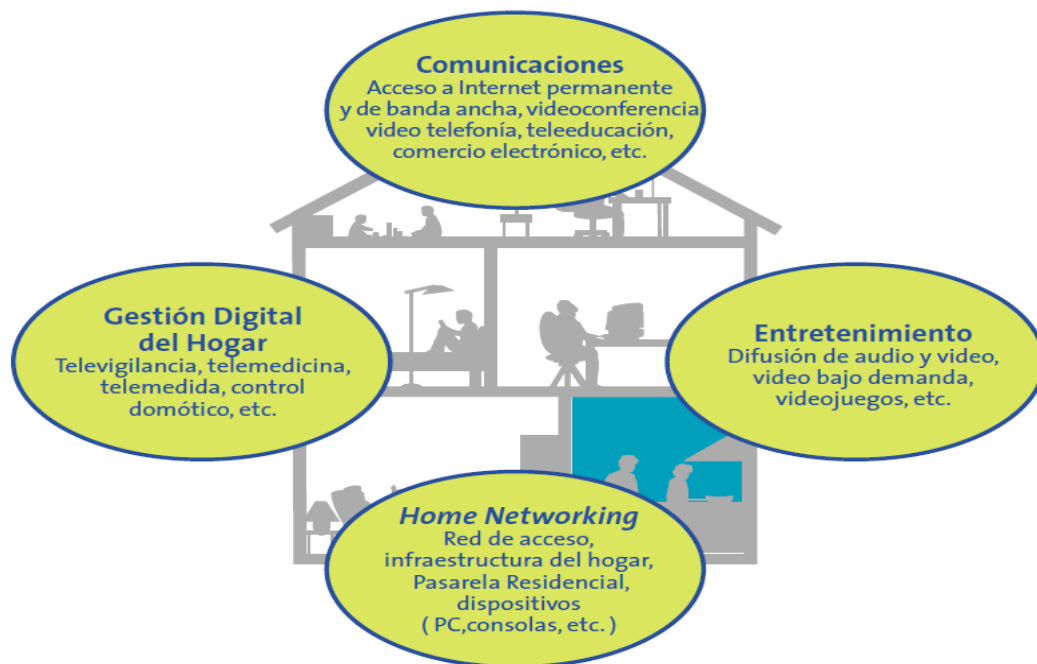 Comunicaciones
Acceso a Internet permanente
y de banda ancha, videoconferencia,
video telefonía, teleeducación,
comercio electrónico, etc.
Gestión Digital
del Hogar
Televigilancia, telemedicina,
telemedida, control
domótico, etc.
Entretenimiento
Difusión de audio y video,
video bajo demanda,
videojuegos, etc.
Home Networking
Red de acceso,
infraestructura del hogar,
Pasarela Residencial,
dispositivos
( PC,consolas, etc. )